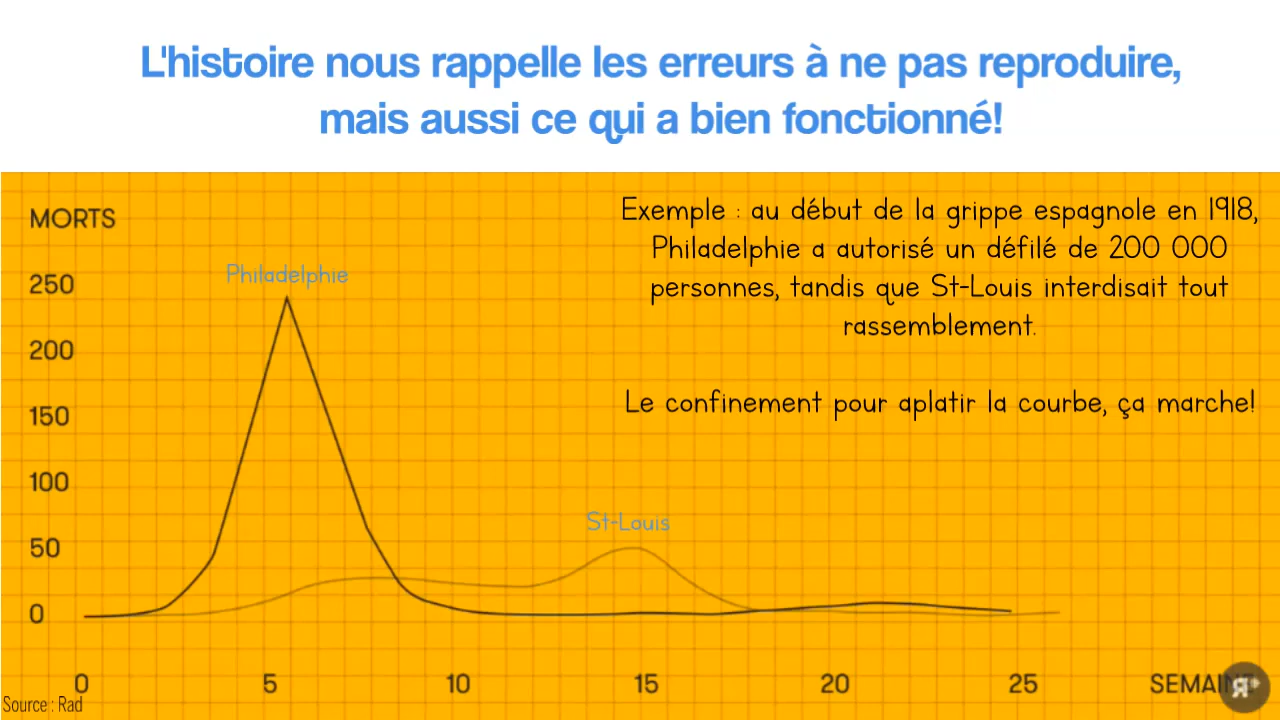 L'histoire nous rappelle les erreurs à ne pas reproduire,
mais aussi ce qui a bien fonctionné!
MORTS
Exemple : au début de la grippe espagnole en 1918,
Philadelphie a autorisé un défilé de 200 000
personnes, tandis que St-Louis interdisait tout
rassemblement.
Le confinement pour aplatir la courbe, ça marche!
Philadelphie
250
200
150
100
St-Louis
50
0
0 5 10 15 20 25
Source : Rad